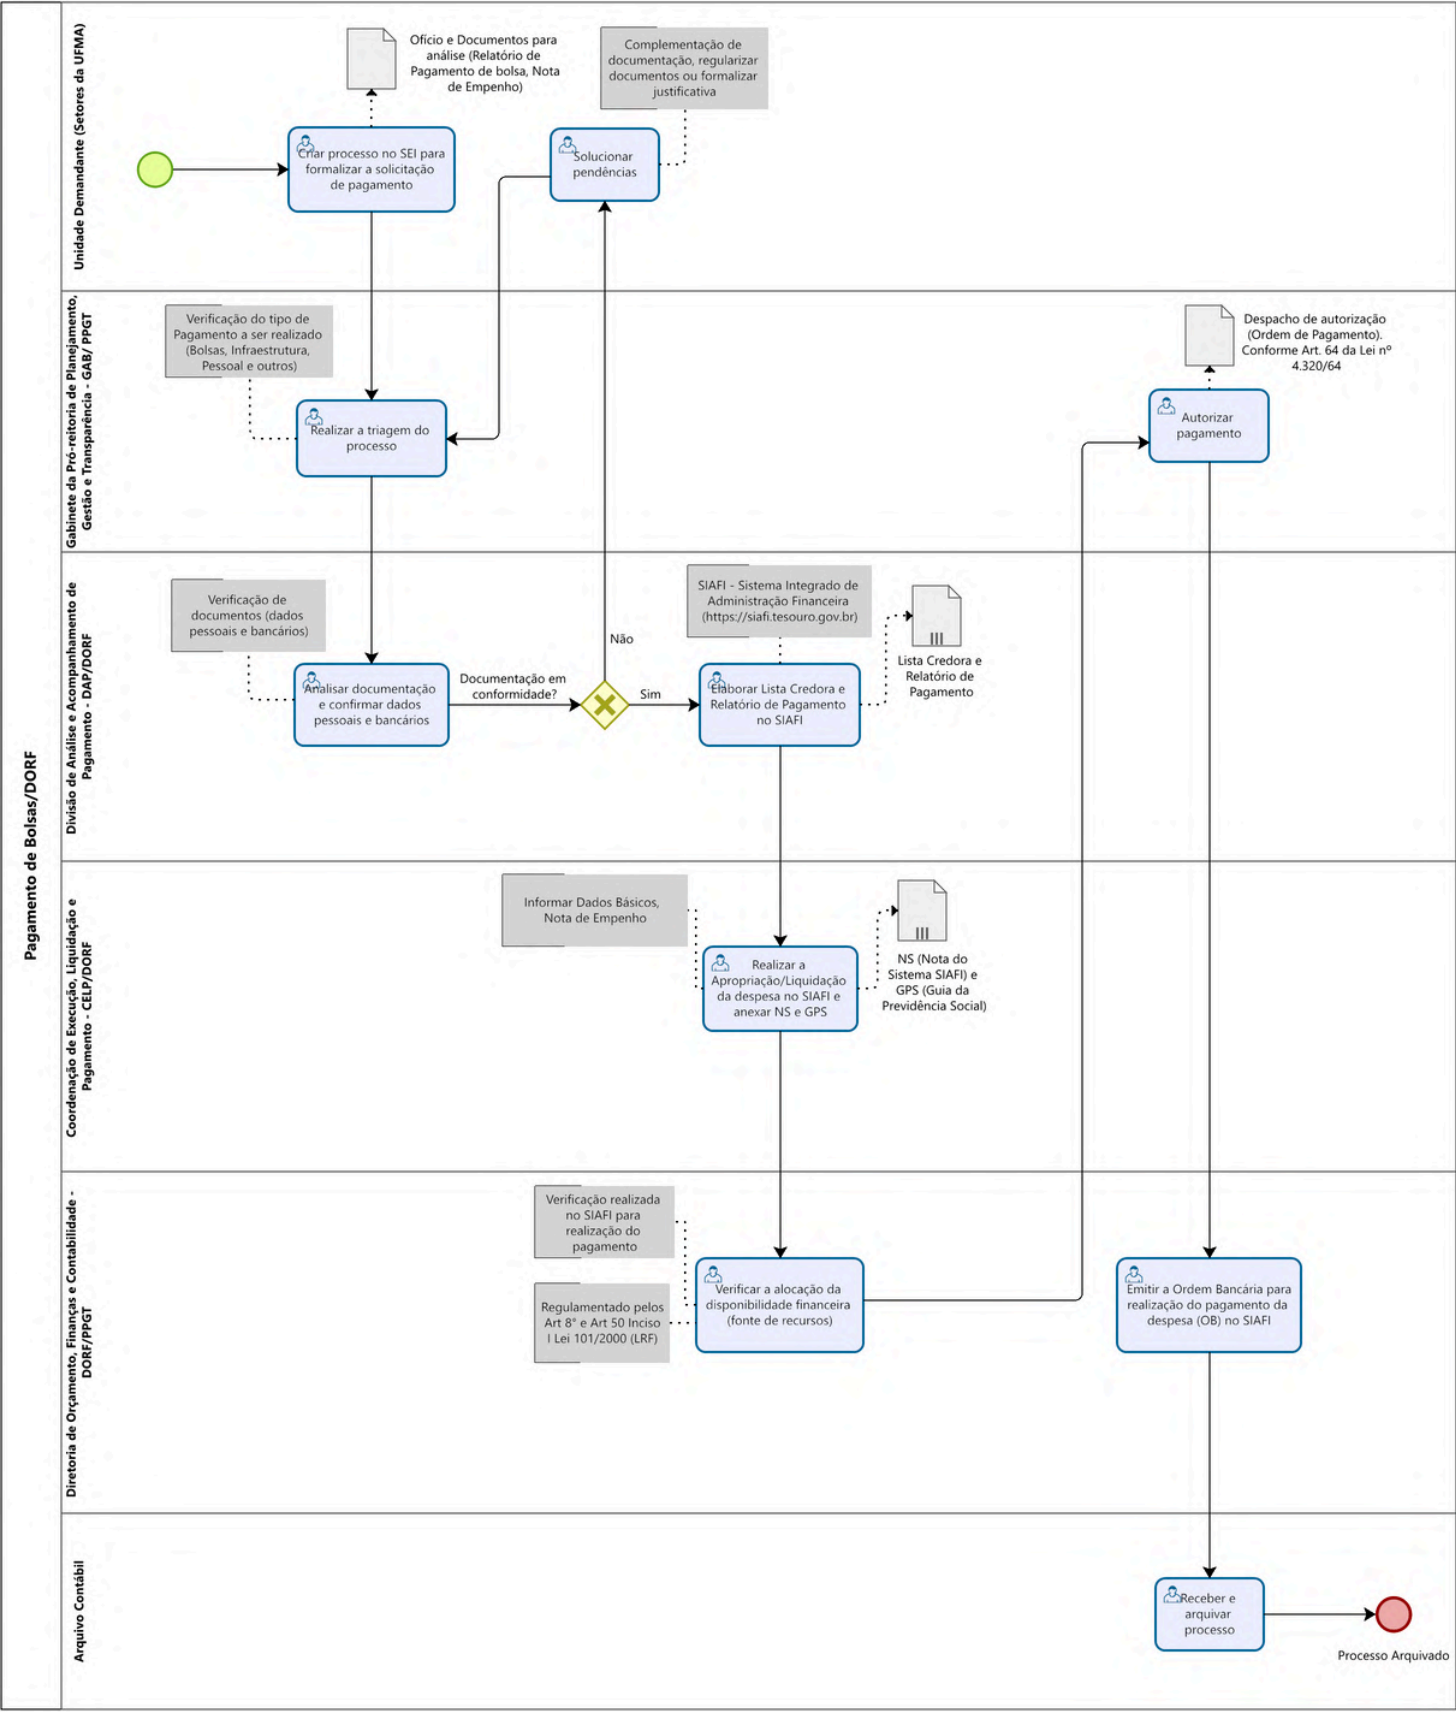 Pagamento de Bolsas/DORF
Unidade Demandante (Setores da UFMA)
Ofício e Documentos para
análise (Relatório de
Pagamento de bolsa, Nota
de Empenho)
Complementação de
documentação, regularizar
documentos ou formalizar
justificativa
Criar processo no SEI para
formalizar a solicitação
de pagamento
Solucionar
pendências
Gabinete da Pró-reitoria de Planejamento,
Gestão e Transparência - GAB/ PPGT
Verificação do tipo de
Pagamento a ser realizado
(Bolsas, Infraestrutura,
Pessoal e outros)
Realizar a triagem do
processo
Despacho de autorização
(Ordem de Pagamento).
Conforme Art. 64 da Lei nº
4.320/64
Autorizar
pagamento
Divisão de Análise e Acompanhamento de
Pagamento - DAP/DORF
Verificação de
documentos (dados
pessoais e bancários)
Analisar documentação
e confirmar dados
pessoais e bancários
Documentação em
conformidade?
Não
Sim
SIAFI - Sistema Integrado de
Administração Financeira
(https://siafi.tesouro.gov.br)
Elaborar Lista Credora e
Relatório de Pagamento
no SIAFI
Lista Credora e
Relatório de
Pagamento
Coordenação de Execução, Liquidação e
Pagamento - CELP/DORF
Informar Dados Básicos,
Nota de Empenho
Realizar a
Apropriação/Liquidação
da despesa no SIAFI e
anexar NS e GPS
NS (Nota do
Sistema SIAFI) e
GPS (Guia da
Previdência Social)
Diretoria de Orçamento, Finanças e Contabilidade -
DORF/PPGT
Verificação realizada
no SIAFI para
realização do
pagamento
Regulamentado pelos
Art 8° e Art 50 Inciso
I Lei 101/2000 (LRF)
Verificar a alocação da
disponibilidade financeira
(fonte de recursos)
Emitir a Ordem Bancária para
realização do pagamento da
despesa (OB) no SIAFI
Arquivo Contábil
Receber e
arquivar
processo
Processo Arquivado